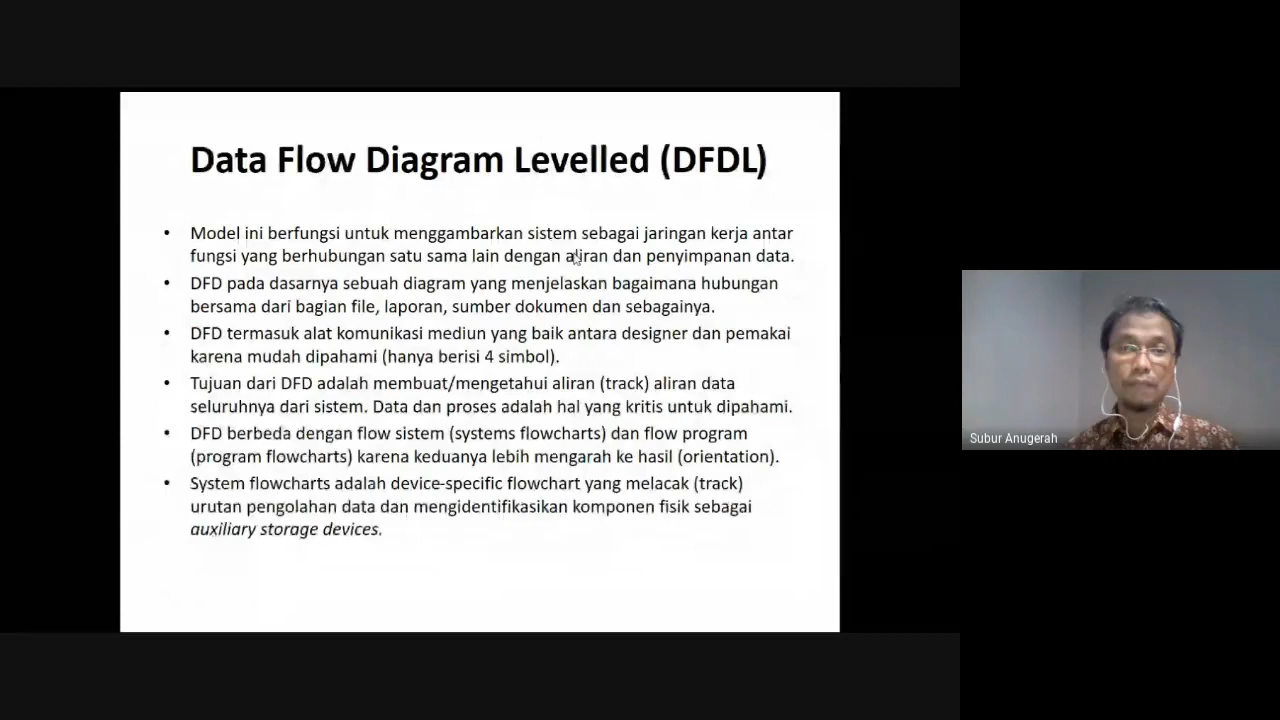 Data Flow Diagram Levelled (DFDL)
• Model ini berfungsi untuk menggambarkan sistem sebagai jaringan kerja antar
fungsi yang berhubungan satu sama lain dengan aliran dan penyimpanan data.
• DFD pada dasarnya sebuah diagram yang menjelaskan bagaimana hubungan
bersama dari bagian file, laporan, sumber dokumen dan sebagainya.
• DFD termasuk alat komunikasi mediun yang baik antara designer dan pemakai
karena mudah dipahami (hanya berisi 4 simbol).
• Tujuan dari DFD adalah membuat/mengetahui aliran (track) aliran data
seluruhnya dari sistem. Data dan proses adalah hal yang kritis untuk dipahami.
• DFD berbeda dengan flow sistem (systems flowcharts) dan flow program
(program flowcharts) karena keduanya lebih mengarah ke hasil (orientation).
• System flowcharts adalah device-specific flowchart yang melacak (track)
urutan pengolahan data dan mengidentifikasikan komponen fisik sebagai
auxiliary storage devices.
Subur Anugerah